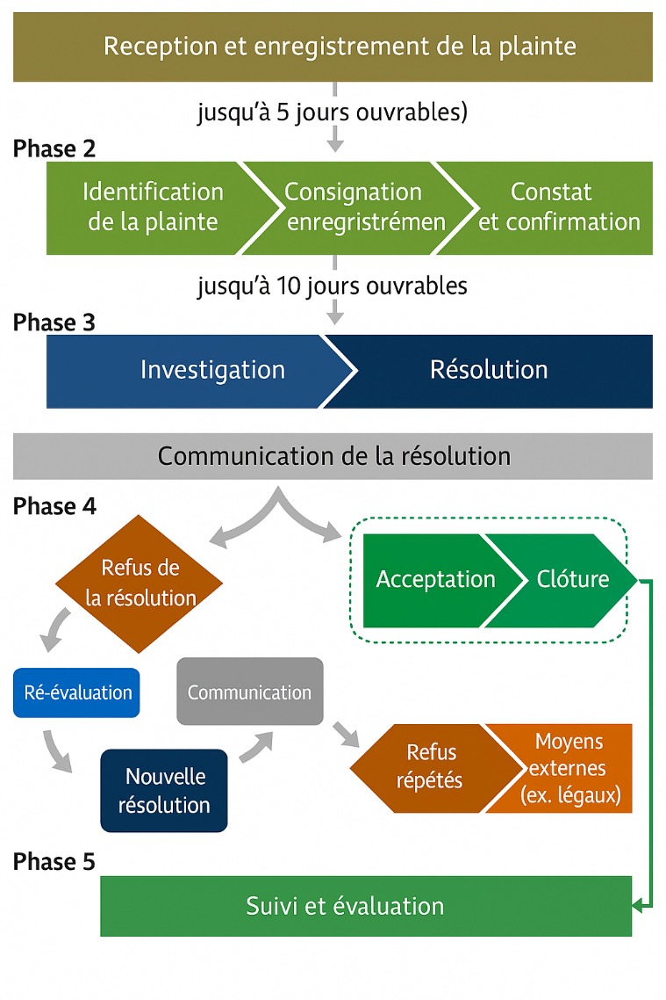 Reception et enregistrement de la plainte
jusqu'à 5 jours ouvrables)
Phase 2
Identification
de la plainte
Consignation
enregristrémen
Constat
et confirmation
jusqu'à 10 jours ouvrables
Phase 3
Investigation
Résolution
Communication de la résolution
Phase 4
Refus de
la résolution
Acceptation
Clóture
Ré-évaluation
Communication
Nouvelle
résolution
Refus
répétés
Moyens
externes
(ex. légaux)
Phase 5
Suivi et évaluation